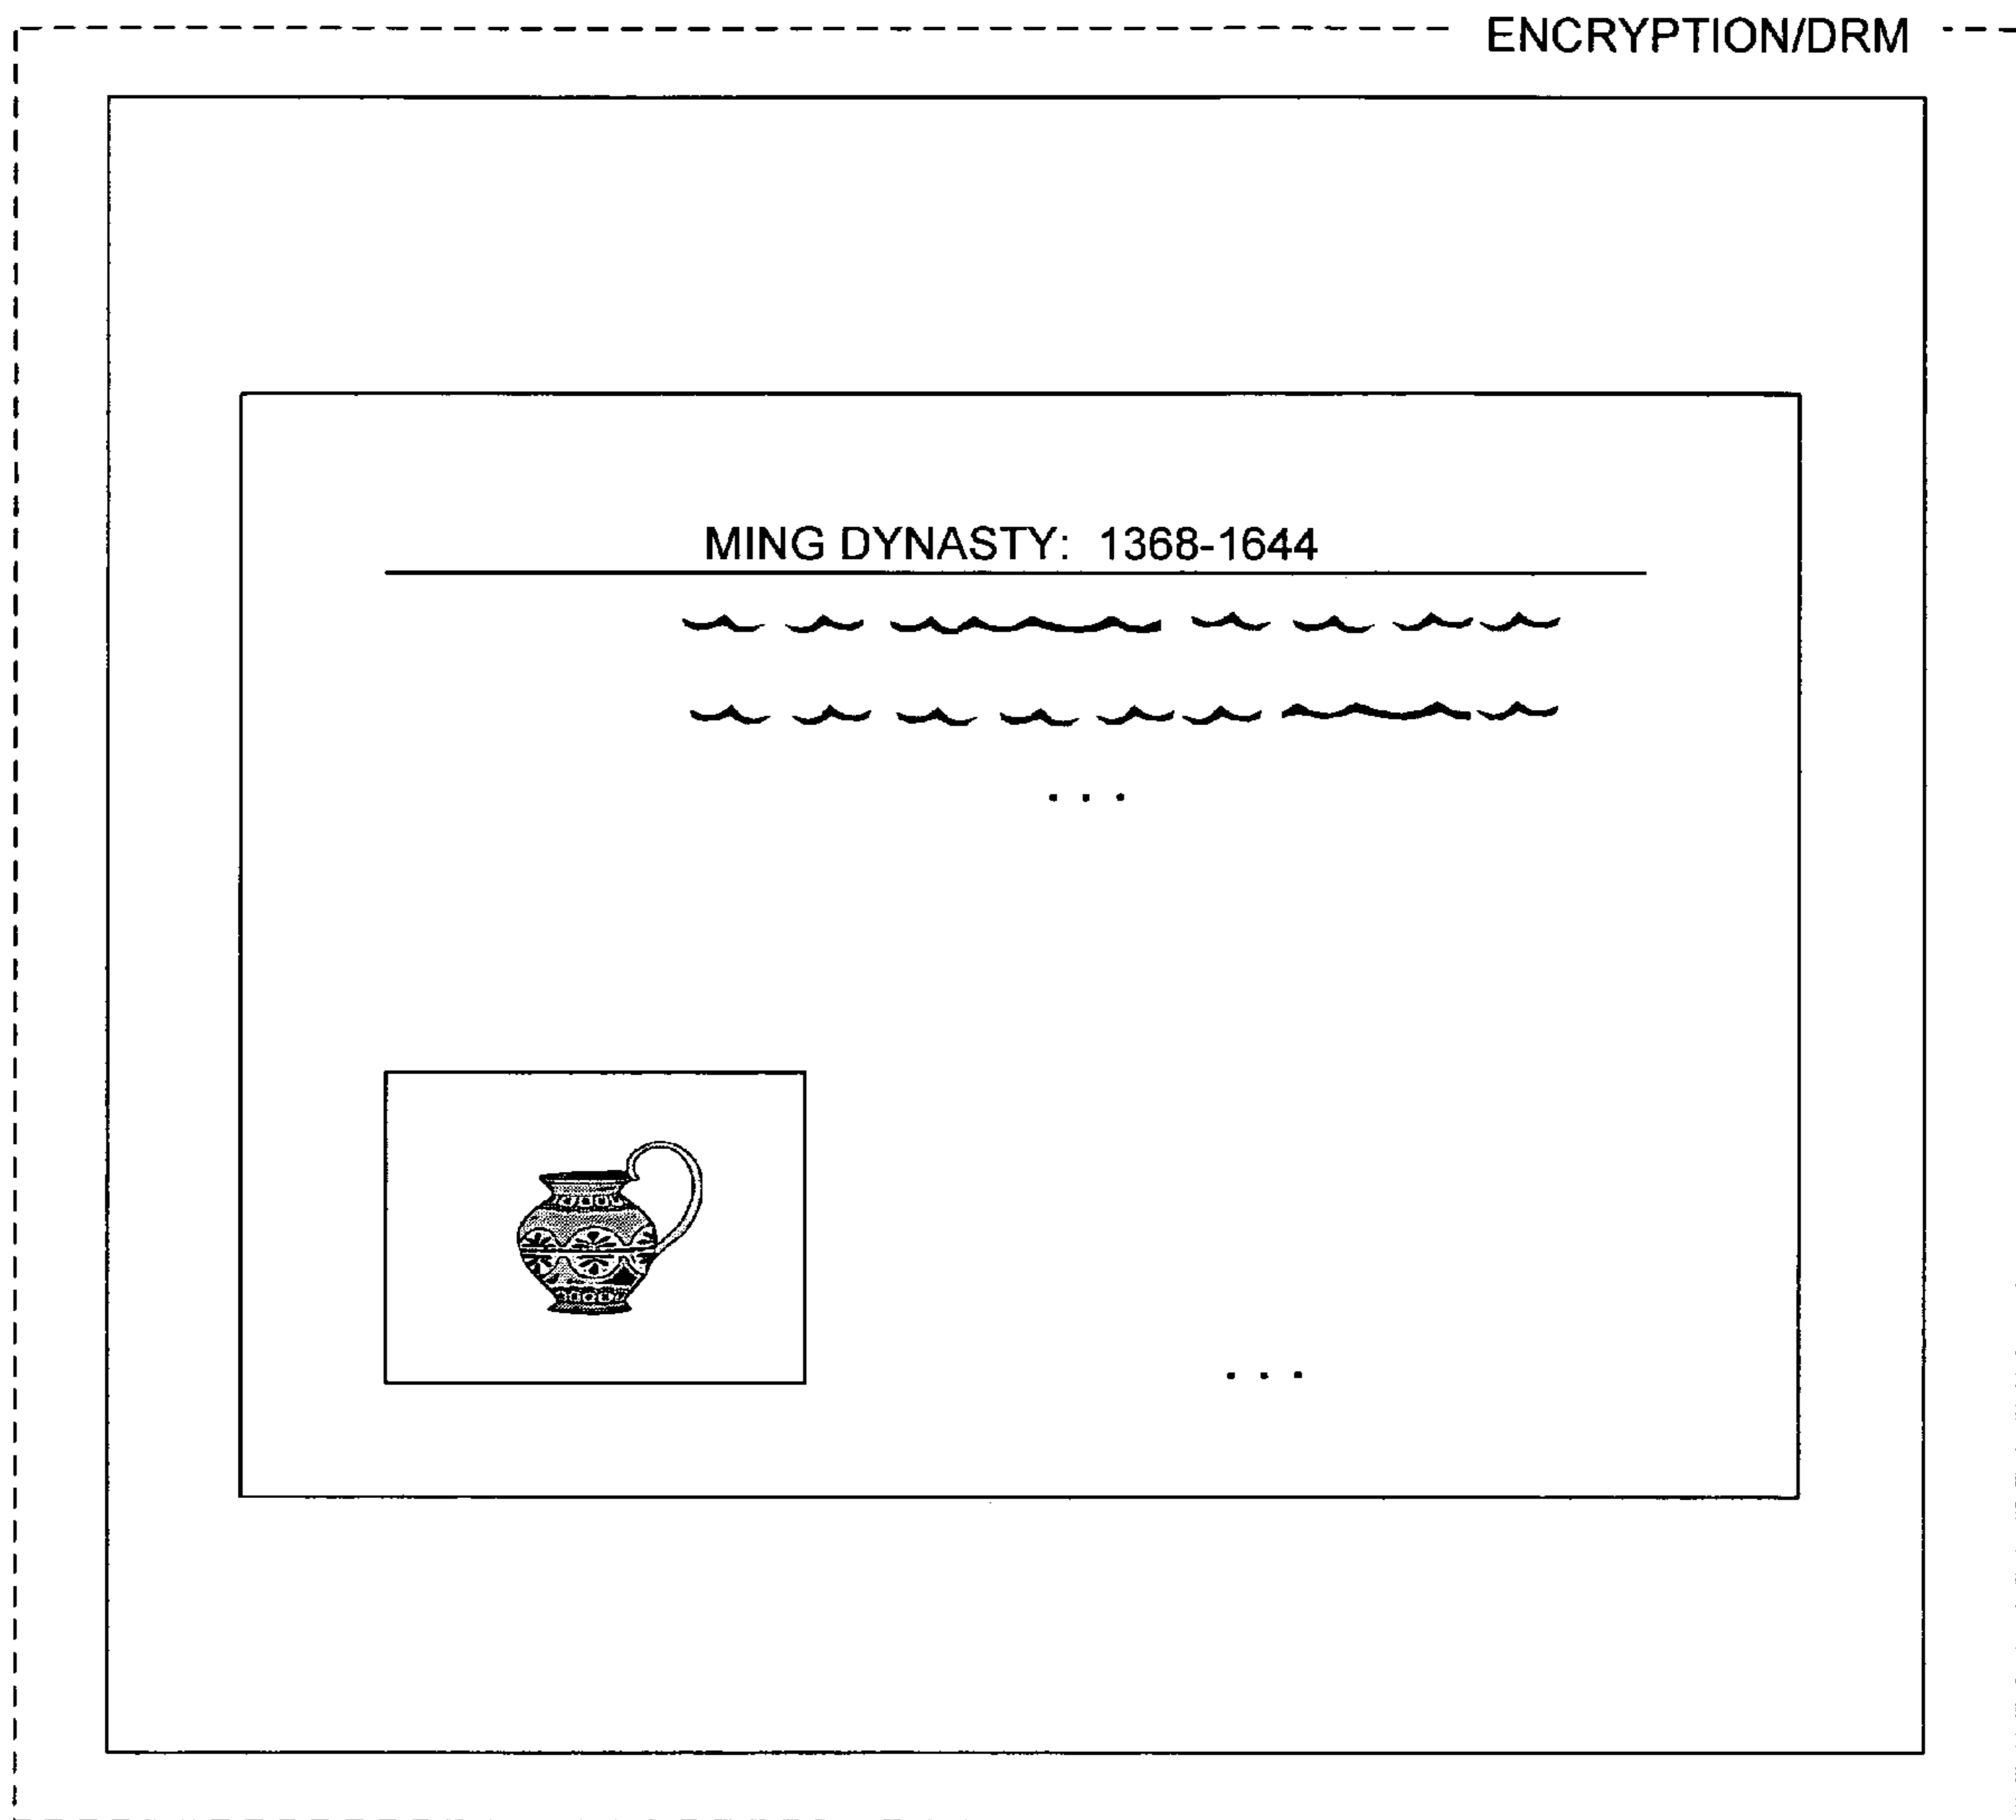 ENCRYPTION/DRM
MING DYNASTY: 1368-1644
. . .
. . .